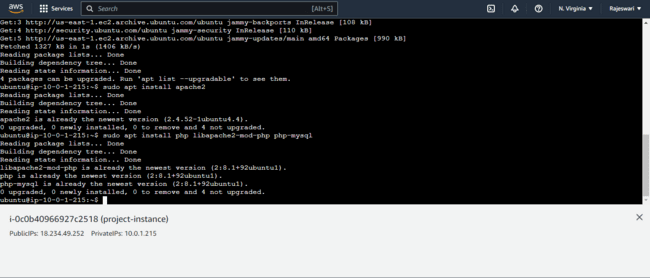 aws
Services
Search
[Alt+S]
N. Virginia
Rajeswari
Get:3 http://us-east-1.ec2.archive.ubuntu.com/ubuntu jammy-backports InRelease [108 kB]
Get:4 http://security.ubuntu.com/ubuntu jammy-security InRelease [110 kB]
Get:5 http://us-east-1.ec2.archive.ubuntu.com/ubuntu jammy-updates/main amd64 Packages [990 kB]
Fetched 1327 kB in 1s (1406 kB/s)
Reading package lists... Done
Building dependency tree... Done
Reading state information... Done
4 packages can be upgraded. Run 'apt list --upgradable' to see them.
ubuntu@ip-10-0-1-215:~$ sudo apt install apache2
Reading package lists... Done
Building dependency tree... Done
Reading state information... Done
apache2 is already the newest version (2.4.52-1ubuntu4.4).
0 upgraded, 0 newly installed, 0 to remove and 4 not upgraded.
ubuntu@ip-10-0-1-215:~$ sudo apt install php libapache2-mod-php php-mysql
Reading package lists... Done
Building dependency tree... Done
Reading state information... Done
libapache2-mod-php is already the newest version (2:8.1+92ubuntu1).
php is already the newest version (2:8.1+92ubuntu1).
php-mysql is already the newest version (2:8.1+92ubuntu1).
0 upgraded, 0 newly installed, 0 to remove and 4 not upgraded.
ubuntu@ip-10-0-1-215:~$
i-0c0b40966927c2518 (project-instance)
PublicIPs: 18.234.49.252 PrivateIPs: 10.0.1.215